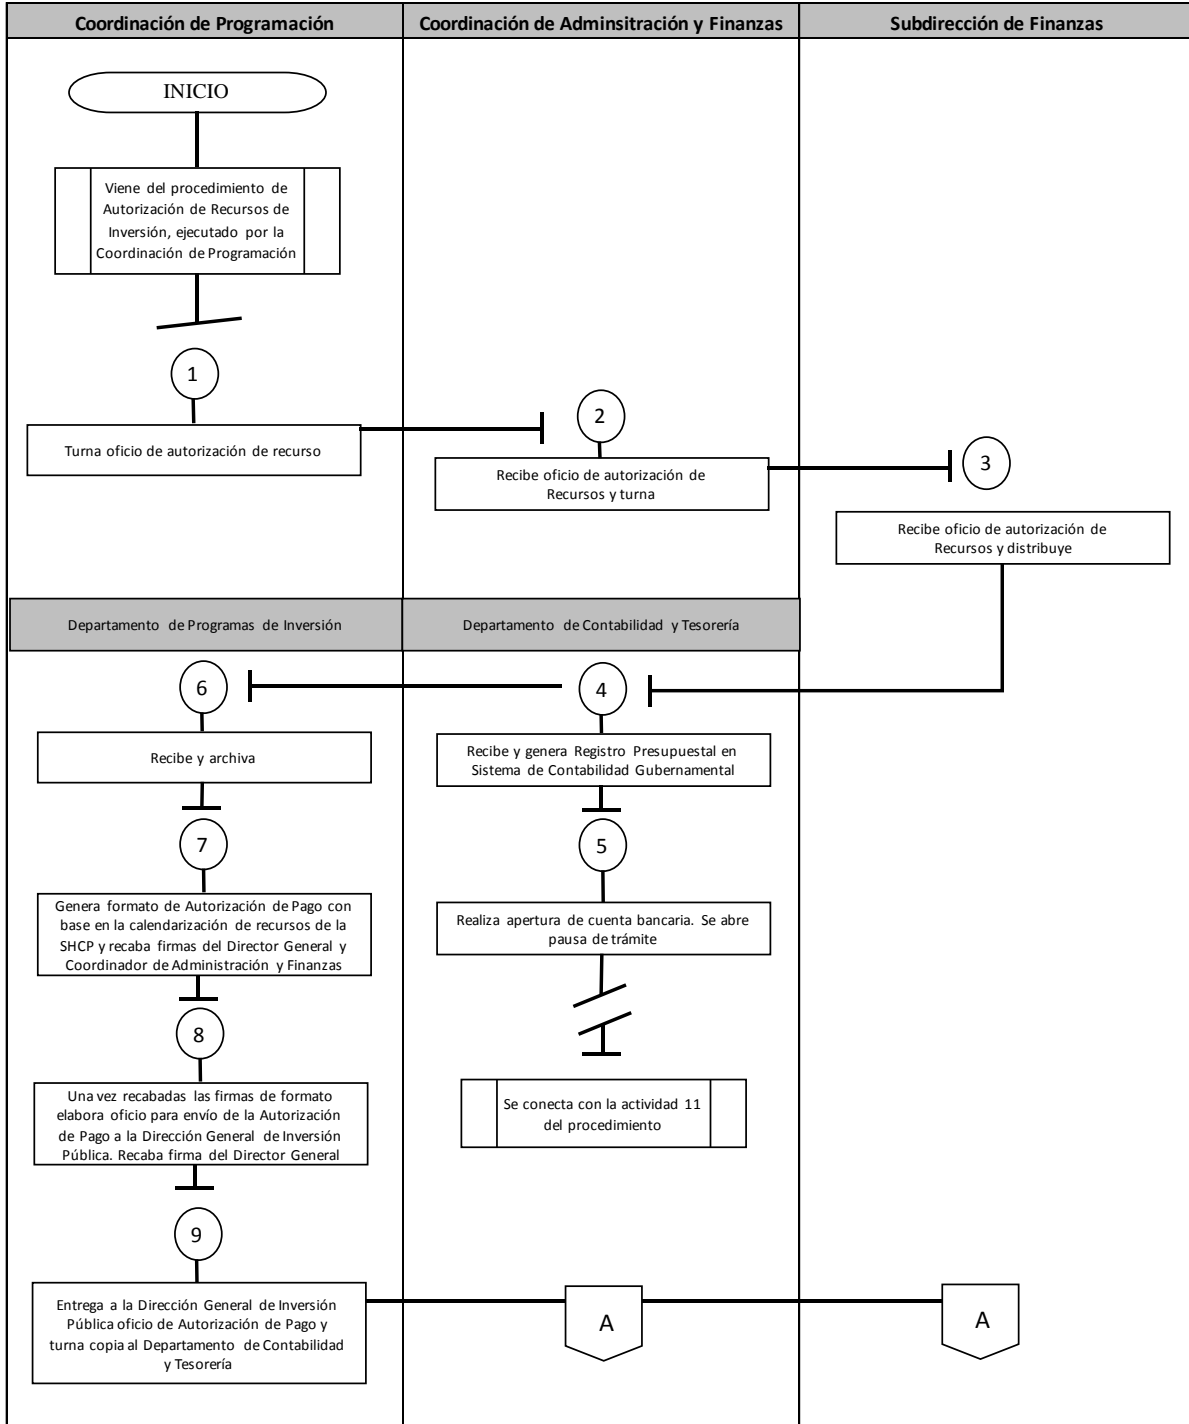 Coordinación de Programación
Coordinación de Adminsitración y Finanzas
Subdirección de Finanzas
INICIO
Viene del procedimiento de
Autorización de Recursos de
Inversión, ejecutado por la
Coordinación de Programación
1
Turna oficio de autorización de recurso
2
Recibe oficio de autorización de
Recursos y turna
3
Recibe oficio de autorización de
Recursos y distribuye
Departamento de Programas de Inversión
Departamento de Contabilidad y Tesorería
4
Recibe y genera Registro Presupuestal en
Sistema de Contabilidad Gubernamental
5
Realiza apertura de cuenta bancaria. Se abre
pausa de trámite
Se conecta con la actividad 11
del procedimiento
6
Recibe y archiva
7
Genera formato de Autorización de Pago con
base en la calendarización de recursos de la
SHCP y recaba firmas del Director General y
Coordinador de Administración y Finanzas
8
Una vez recabadas las firmas de formato
elabora oficio para envío de la Autorización
de Pago a la Dirección General de Inversión
Pública. Recaba firma del Director General
9
Entrega a la Dirección General de Inversión
Pública oficio de Autorización de Pago y
turna copia al Departamento de Contabilidad
y Tesorería
A
A